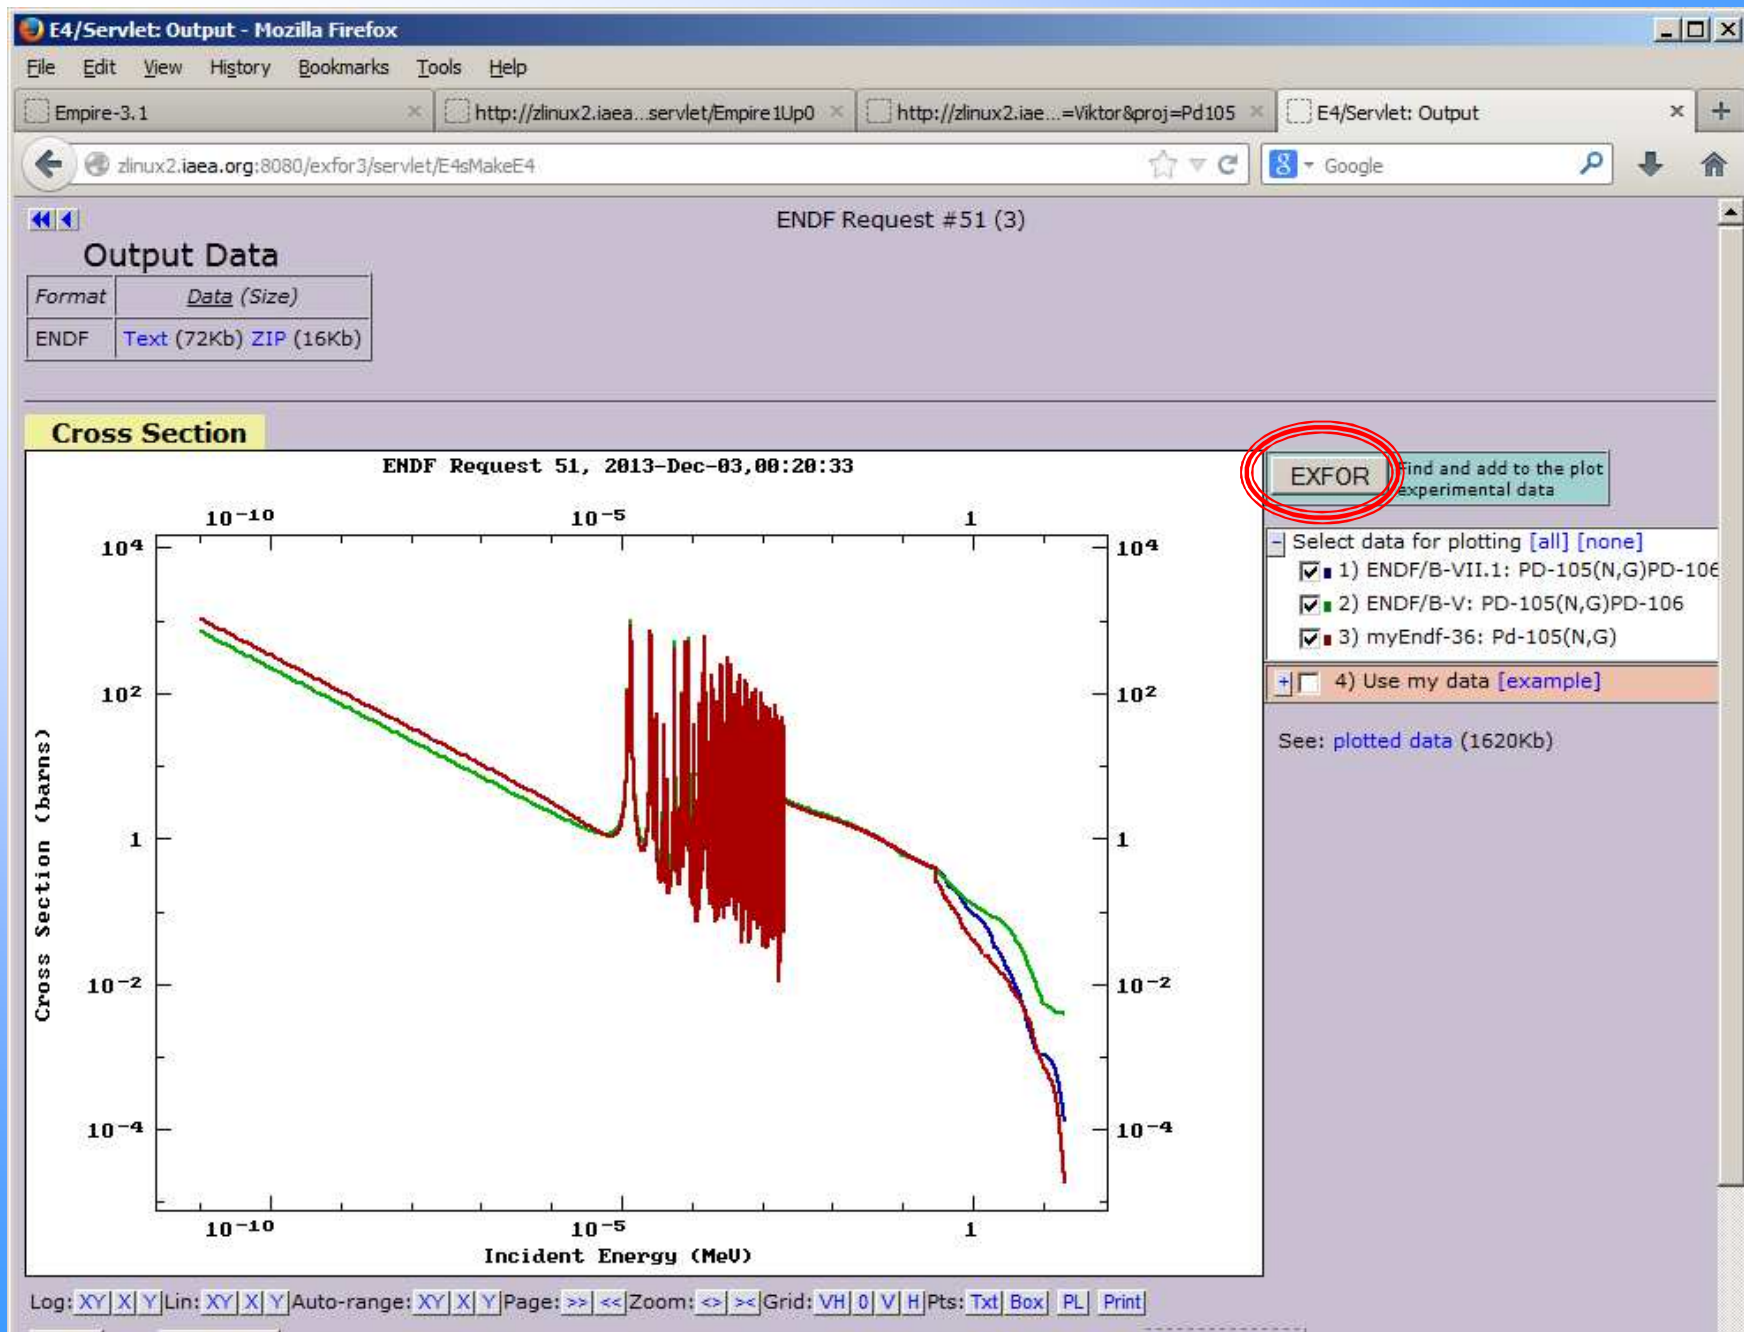 E4/Servlet: Output - Mozilla Firefox
File Edit View History Bookmarks Tools Help
Empire-3.1 http://zlinux2.iaea...servlet/Empire1Up0 http://zlinux2.iae...=Viktor&proj=Pd105 E4/Servlet: Output
zlinux2.iaea.org:8080/exfor3/servlet/E4sMakeE4 8 Google
ENDF Request #51 (3)
Output Data
Format Data (Size)
ENDF Text (72Kb) ZIP (16Kb)
Cross Section
ENDF Request 51, 2013-Dec-03,00:20:33
EXFOR Find and add to the plot
experimental data
10-10 10-5 1
104 104
Select data for plotting [all] [none]
1) ENDF/B-VII.1: PD-105(N,G)PD-106
2) ENDF/B-V: PD-105(N,G)PD-106
3) myEndf-36: Pd-105(N,G)
4) Use my data [example]
See: plotted data (1620Kb)
102 102
Cross Section (barns)
1 1
10-2 10-2
10-4 10-4
10-10 10-5 1
Incident Energy (MeV)
Log: XY X Y Lin: XY X Y Auto-range: XY X Y Page: >> << Zoom: <> >< Grid: VH 0 V H Pts: Txt Box PL Print